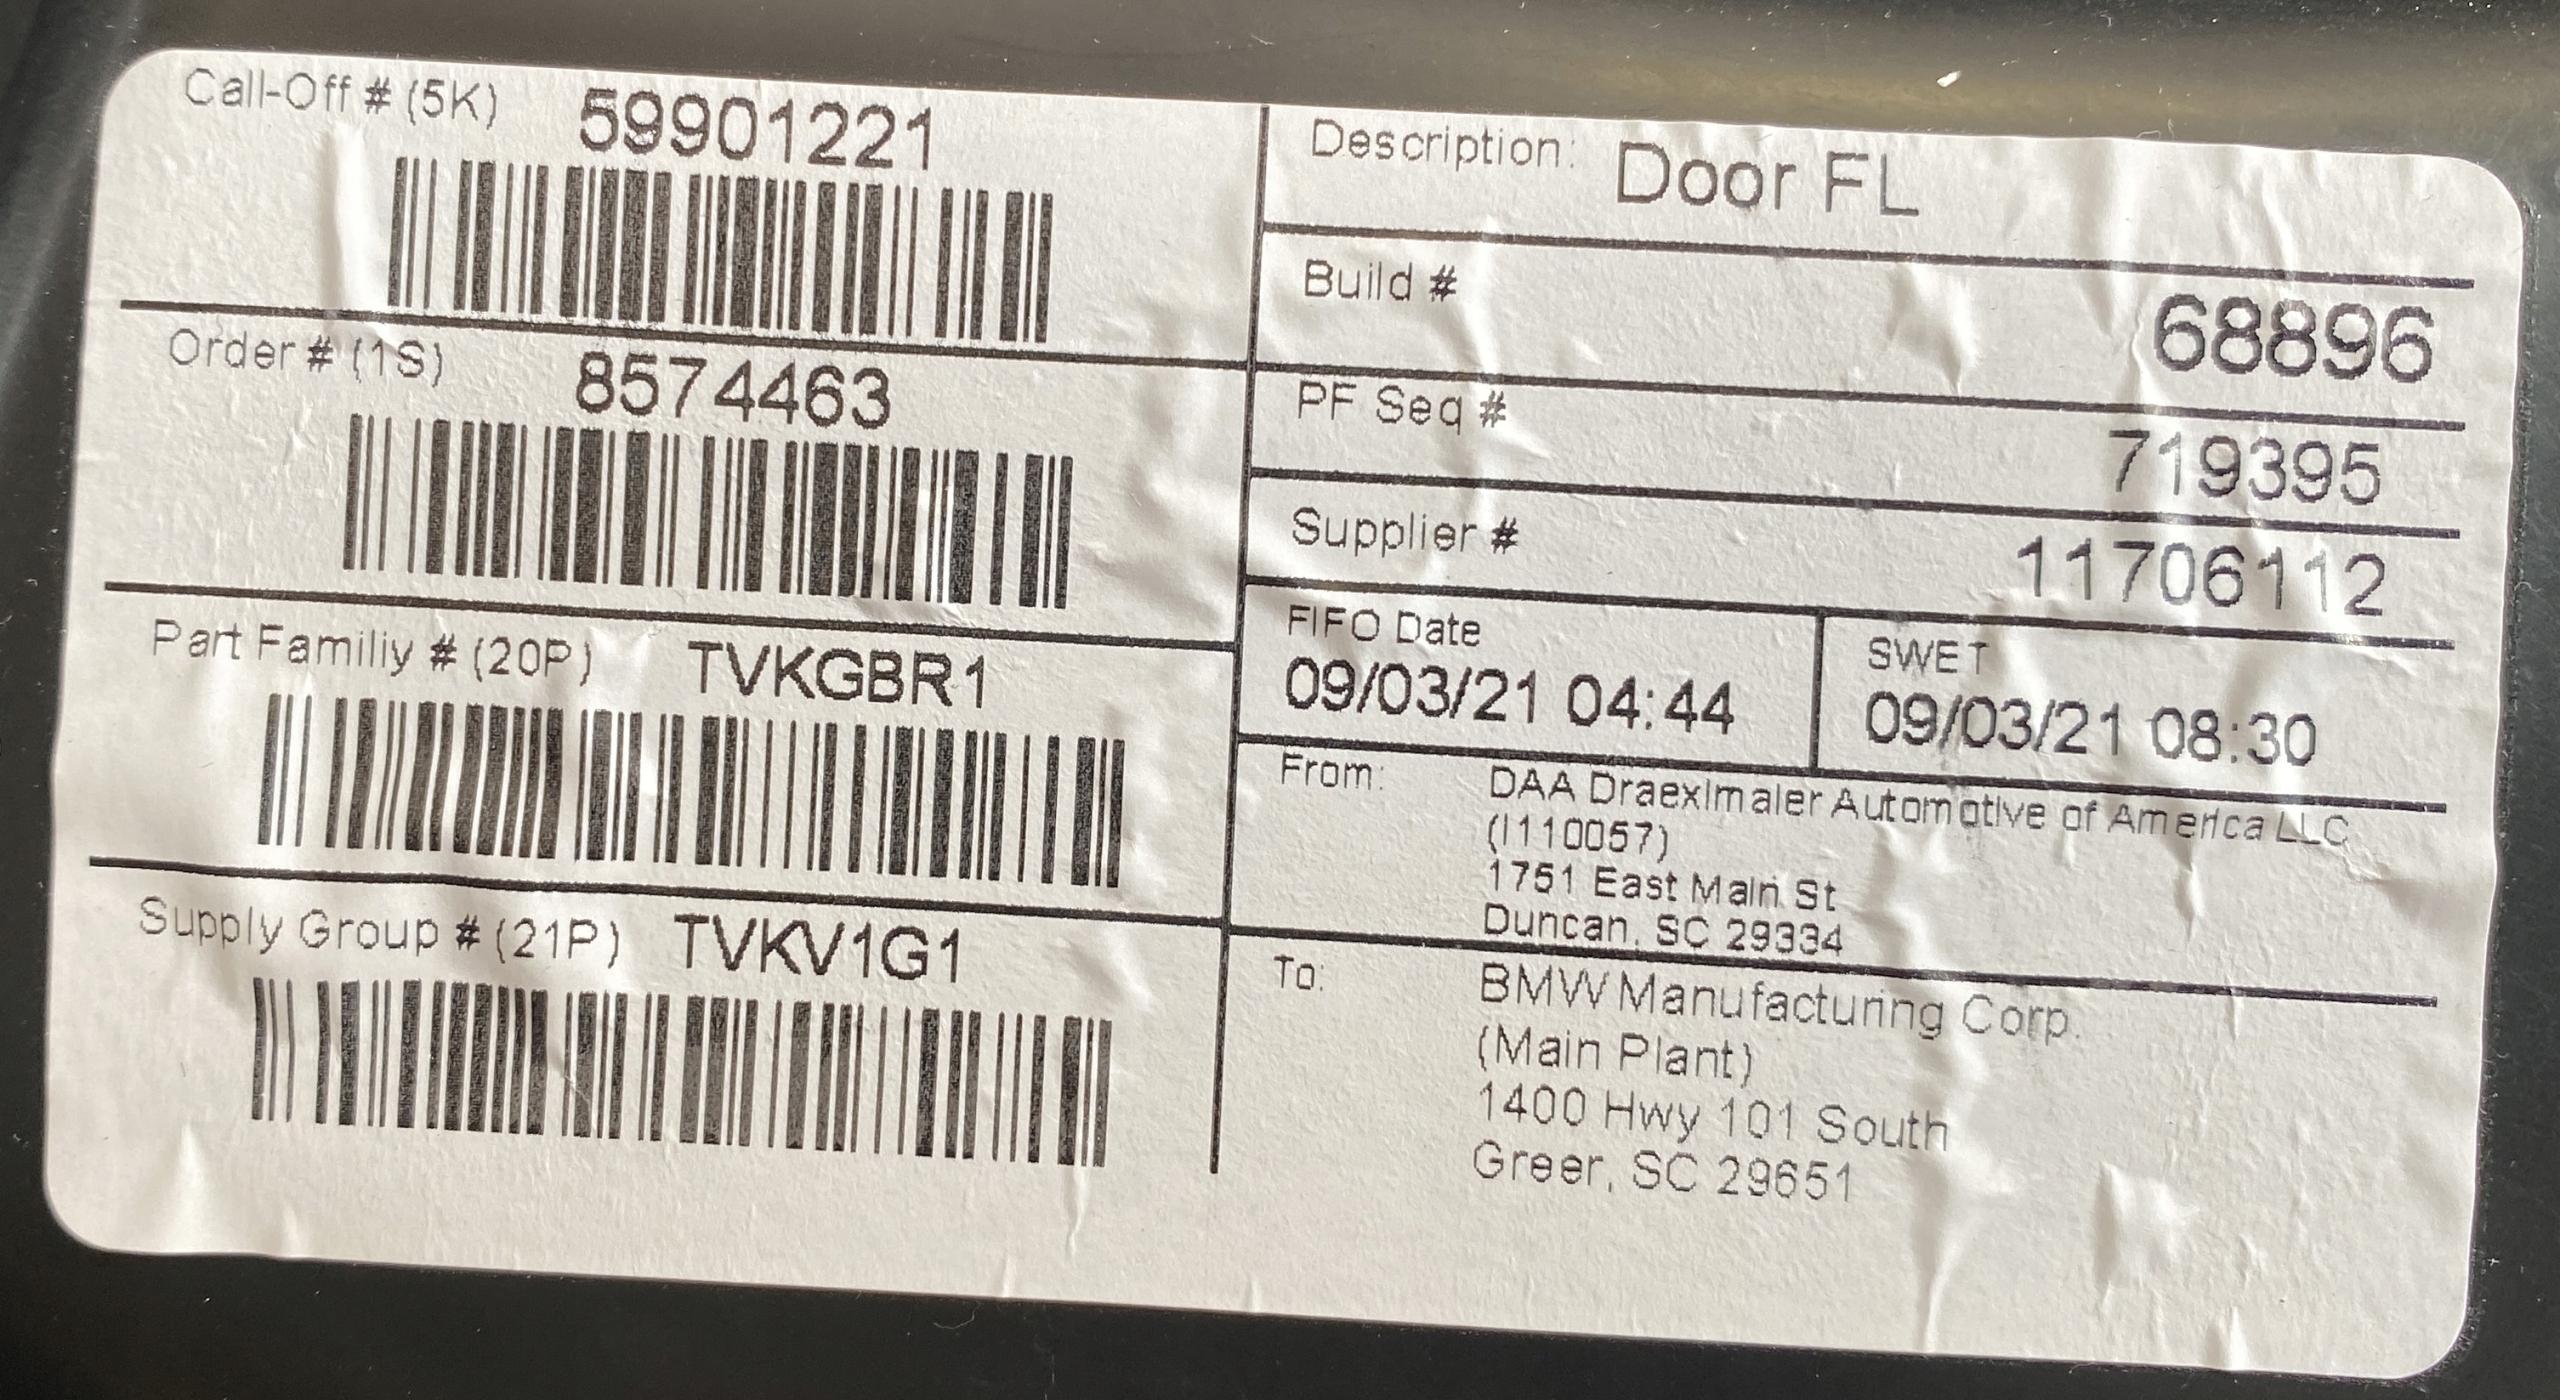 Call-Off # (5K) 59901221
Order # (1S) 8574463
Part Familiy # (20P) TVKGBR1
Supply Group # (21P) TVKV1G1
Description: Door FL
Build # 68896
PF Seq # 719395
Supplier # 11706112
FIFO Date
09/03/21 04:44
SWET
09/03/21 08:30
From: DAA Draeximaier Automotive of America LLC
(I110057)
1751 East Main St
Duncan, SC 29334
To: BMW Manufacturing Corp.
(Main Plant)
1400 Hwy 101 South
Greer, SC 29651